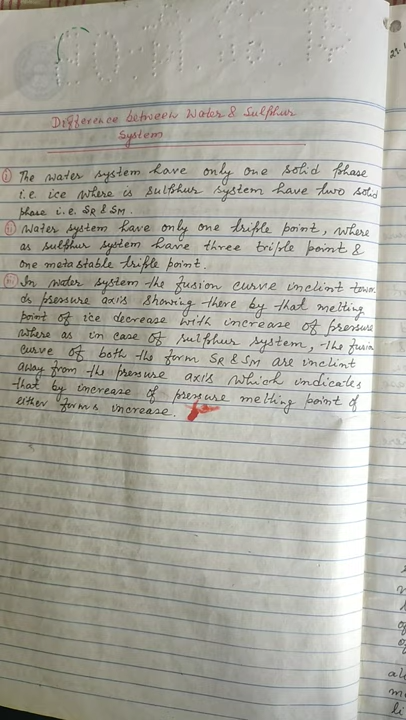 Difference between Water & Sulphur
System
(i) The water system have only one solid phase
i.e. ice where is sulphur system have two solid
phase i.e. SR & SM.
(ii) Water system have only one triple point, where
as sulphur system have three triple point &
one metastable triple point.
(iii) In water system the fusion curve inclint towar-
ds pressure axis showing there by that melting
point of ice decrease with increase of pressure
where as in case of sulphur system, the fusion
curve of both the form SR & SM are inclint
away from the pressure axis which indicates
that by increase of pressure melting point of
either forms increase.